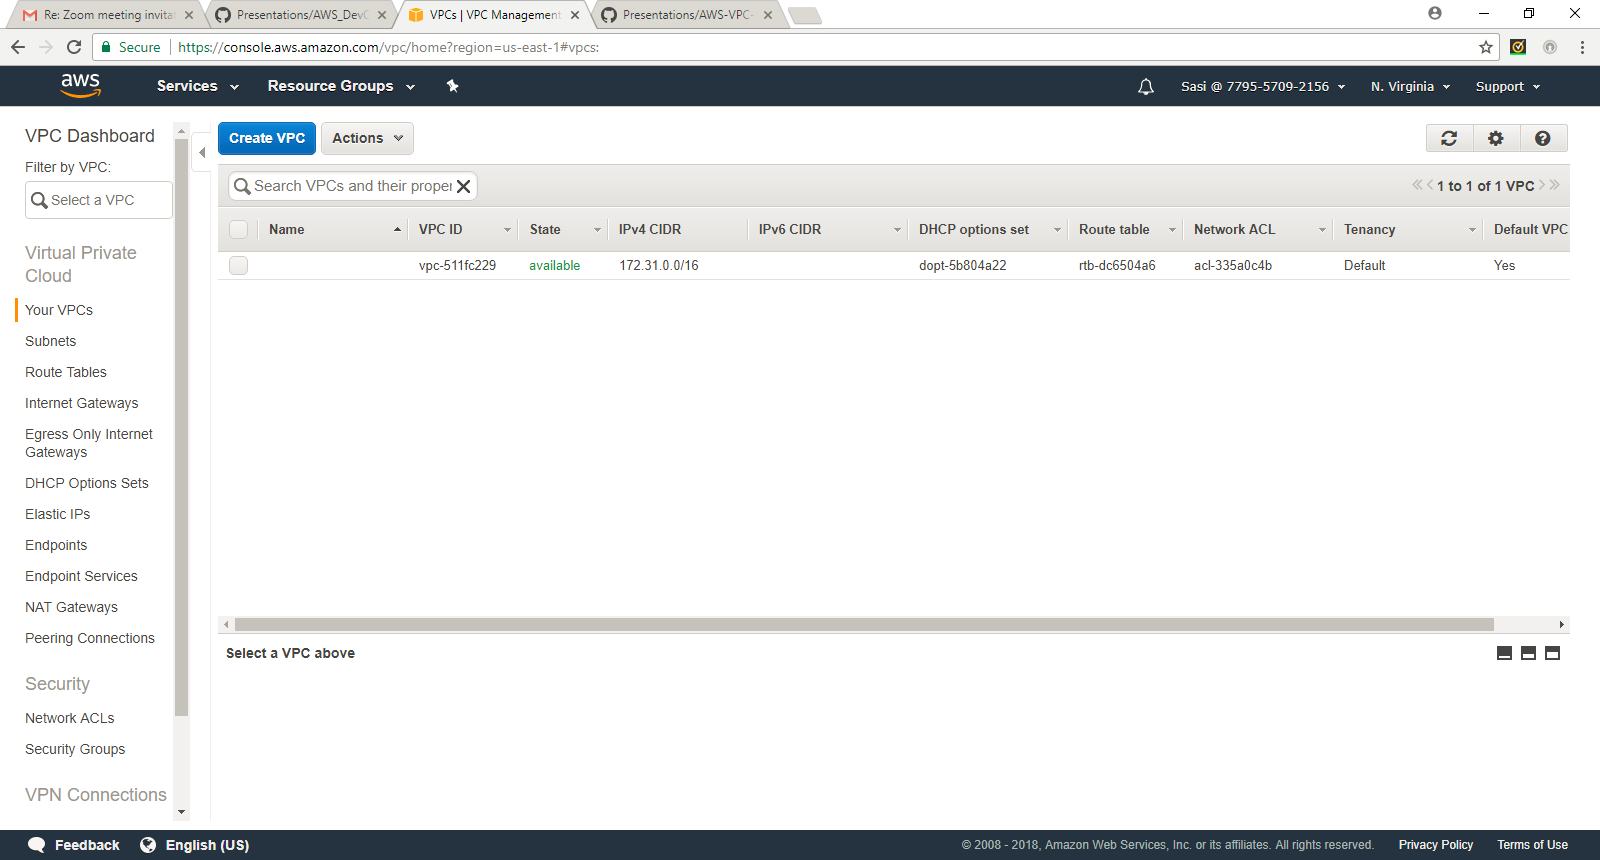 Re: Zoom meeting invitat
Presentations/AWS_DevO
VPCs | VPC Management
Presentations/AWS-VPC-
Secure
https://console.aws.amazon.com/vpc/home?region=us-east-1#vpcs:
aws
Services
Resource Groups
Sasi @ 7795-5709-2156
N. Virginia
Support
VPC Dashboard
Filter by VPC:
Select a VPC
Virtual Private
Cloud
Your VPCs
Subnets
Route Tables
Internet Gateways
Egress Only Internet
Gateways
DHCP Options Sets
Elastic IPs
Endpoints
Endpoint Services
NAT Gateways
Peering Connections
Security
Network ACLs
Security Groups
VPN Connections
Create VPC
Actions
Search VPCs and their proper
1 to 1 of 1 VPC
Name VPC ID State IPv4 CIDR IPv6 CIDR DHCP options set Route table Network ACL Tenancy Default VPC
vpc-511fc229 available 172.31.0.0/16 dopt-5b804a22 rtb-dc6504a6 acl-335a0c4b Default Yes
Select a VPC above
Feedback
English (US)
© 2008 - 2018, Amazon Web Services, Inc. or its affiliates. All rights reserved.
Privacy Policy
Terms of Use